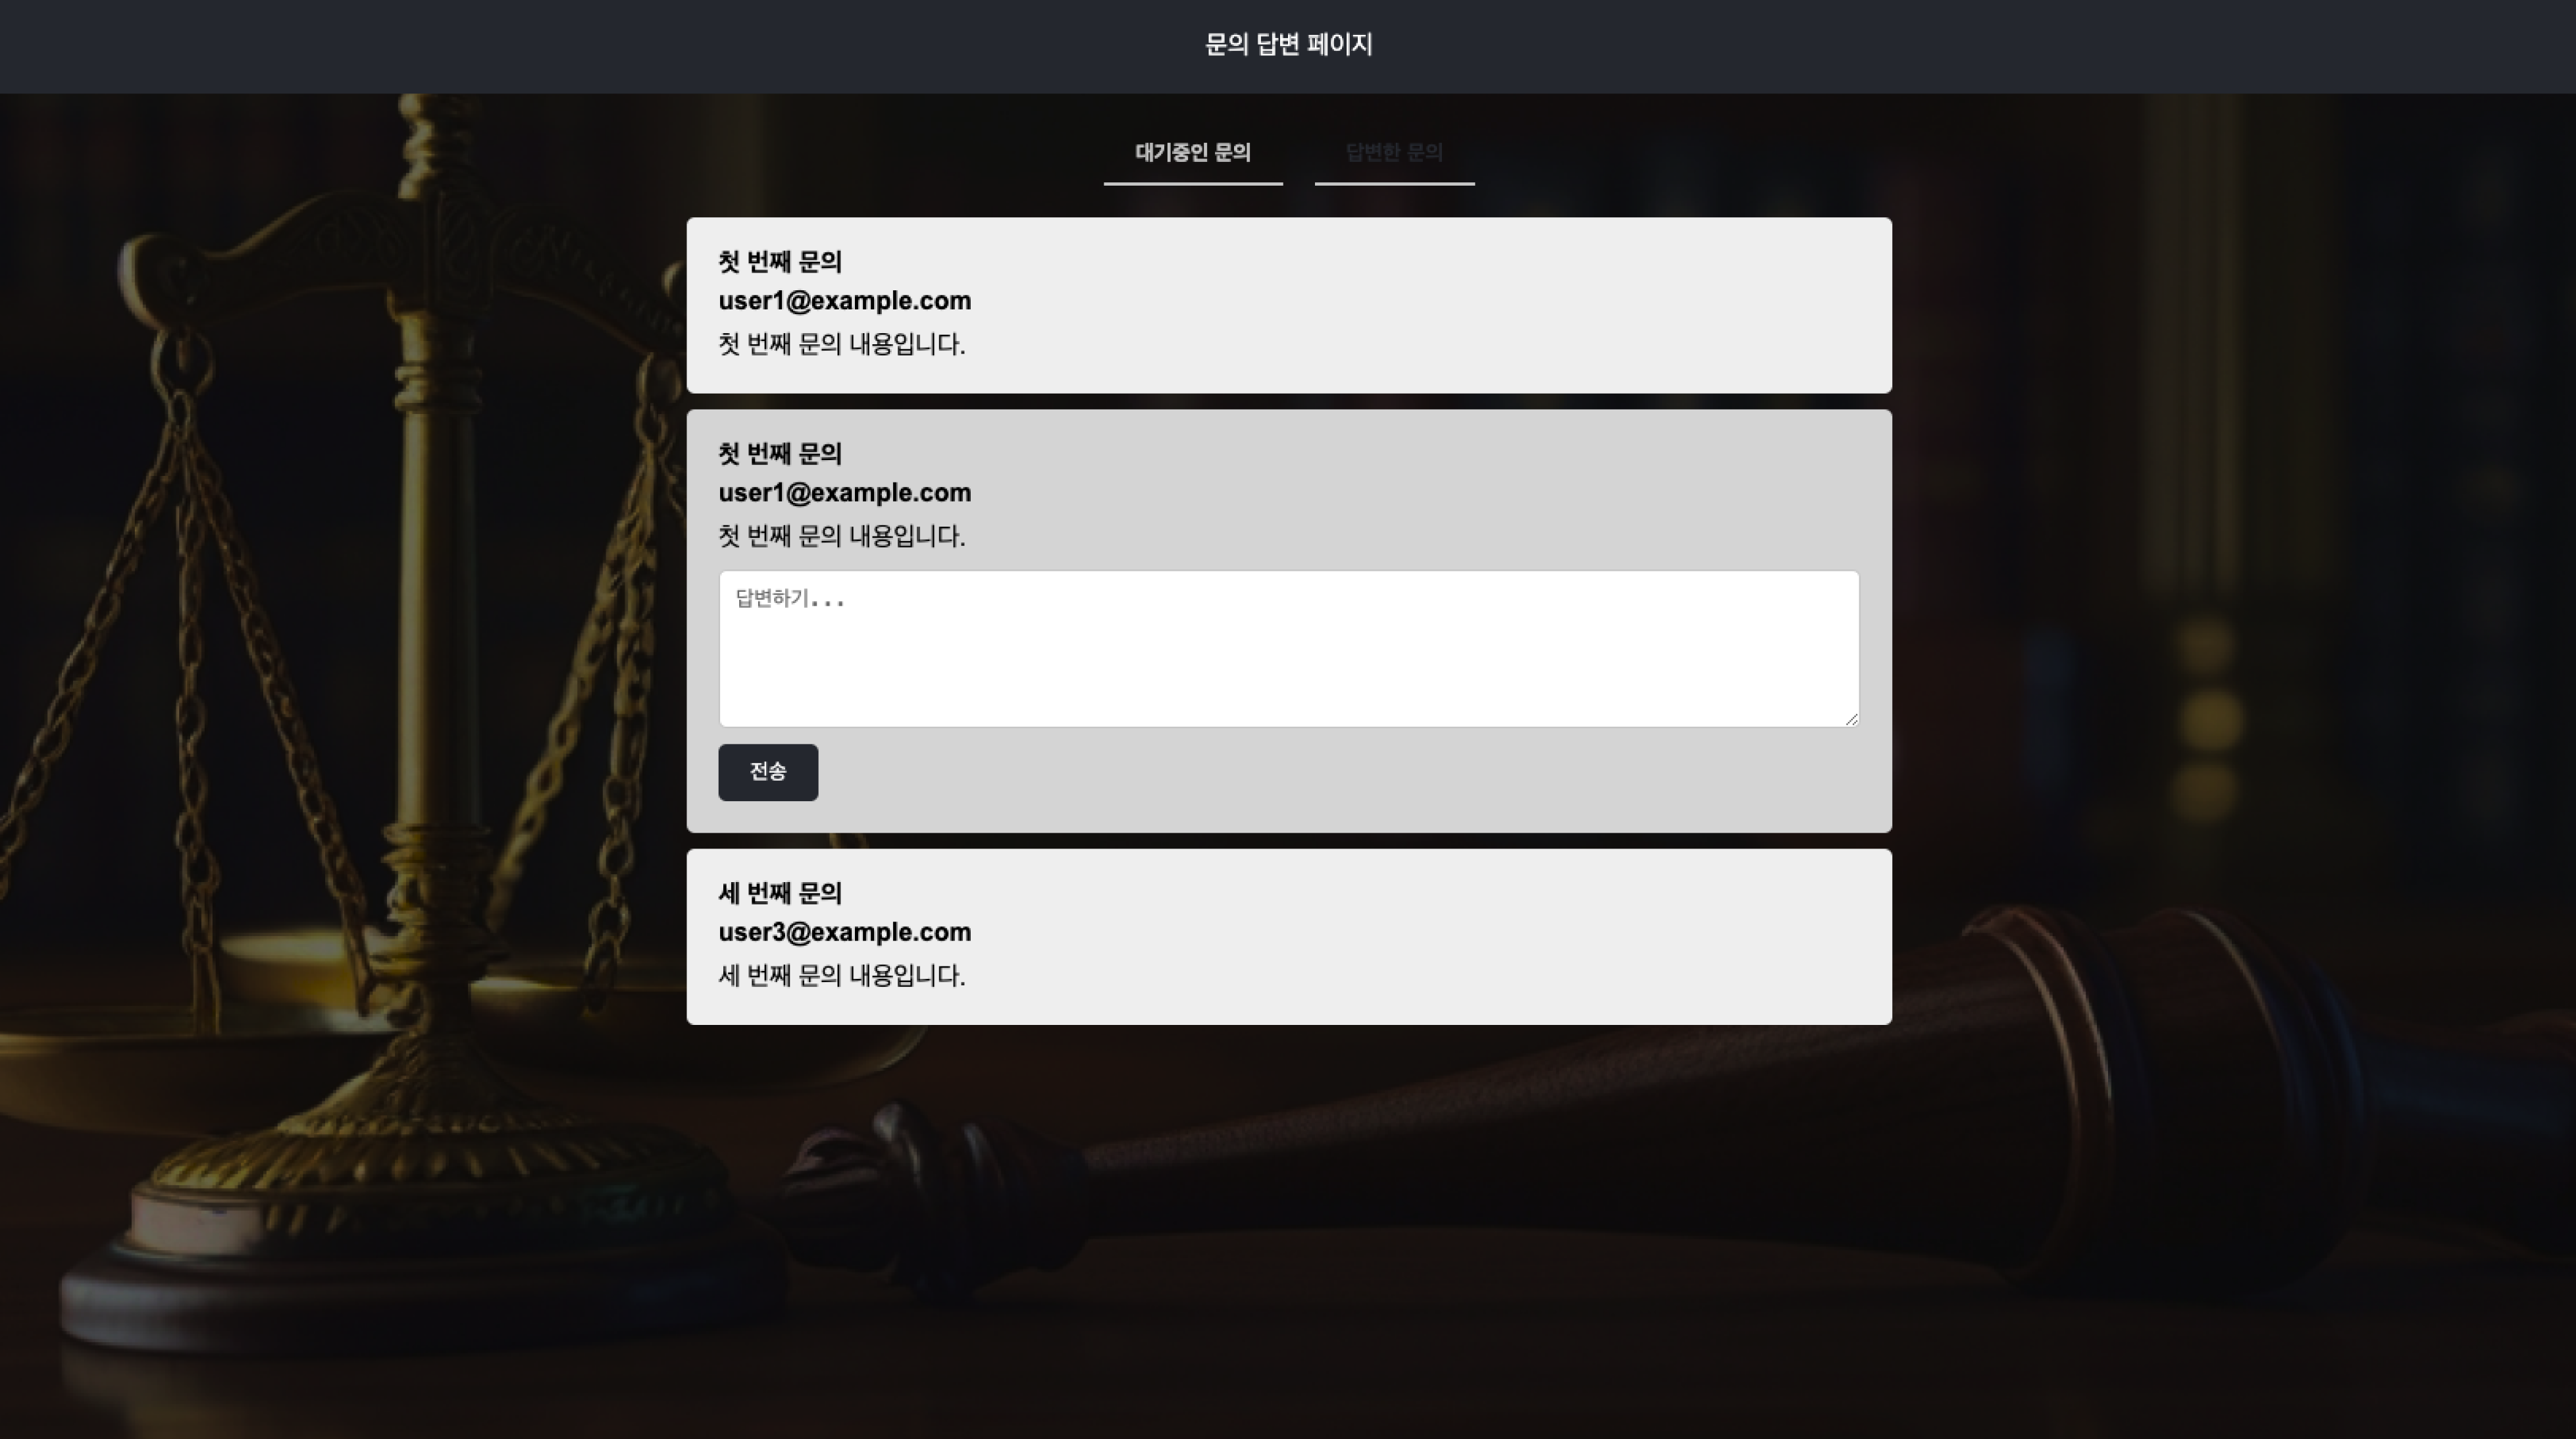 문의 답변 페이지
대기중인 문의
답변한 문의
첫 번째 문의
user1@example.com
첫 번째 문의 내용입니다.
첫 번째 문의
user1@example.com
첫 번째 문의 내용입니다.
답변하기...
전송
세 번째 문의
user3@example.com
세 번째 문의 내용입니다.